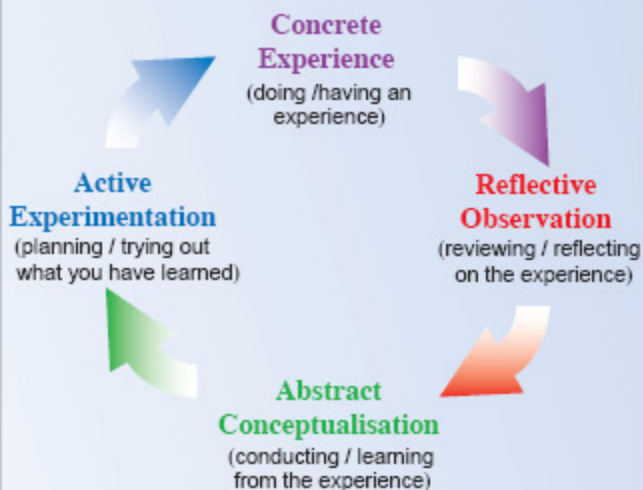 Concrete
Experience
(doing /having an
experience)
Active
Experimentation
(planning / trying out
what you have learned)
Reflective
Observation
(reviewing / reflecting
on the experience)
Abstract
Conceptualisation
(conducting / learning
from the experience)